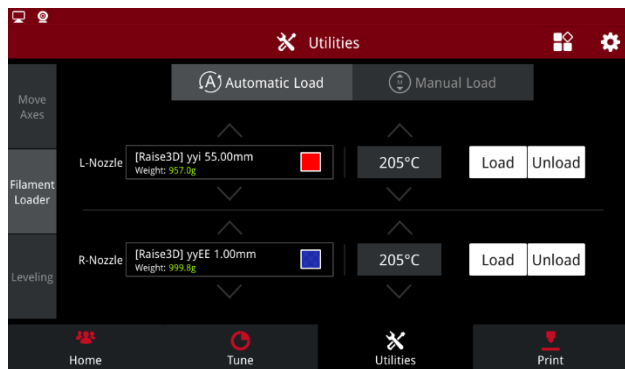 Utilities
Automatic Load
Manual Load
Move
Axes
Filament
Loader
Leveling
L-Nozzle
[Raise3D] yyi 55.00mm
Weight: 957.0g
205°C
Load
Unload
R-Nozzle
[Raise3D] yyEE 1.00mm
Weight: 999.8g
205°C
Load
Unload
Home
Tune
Utilities
Print